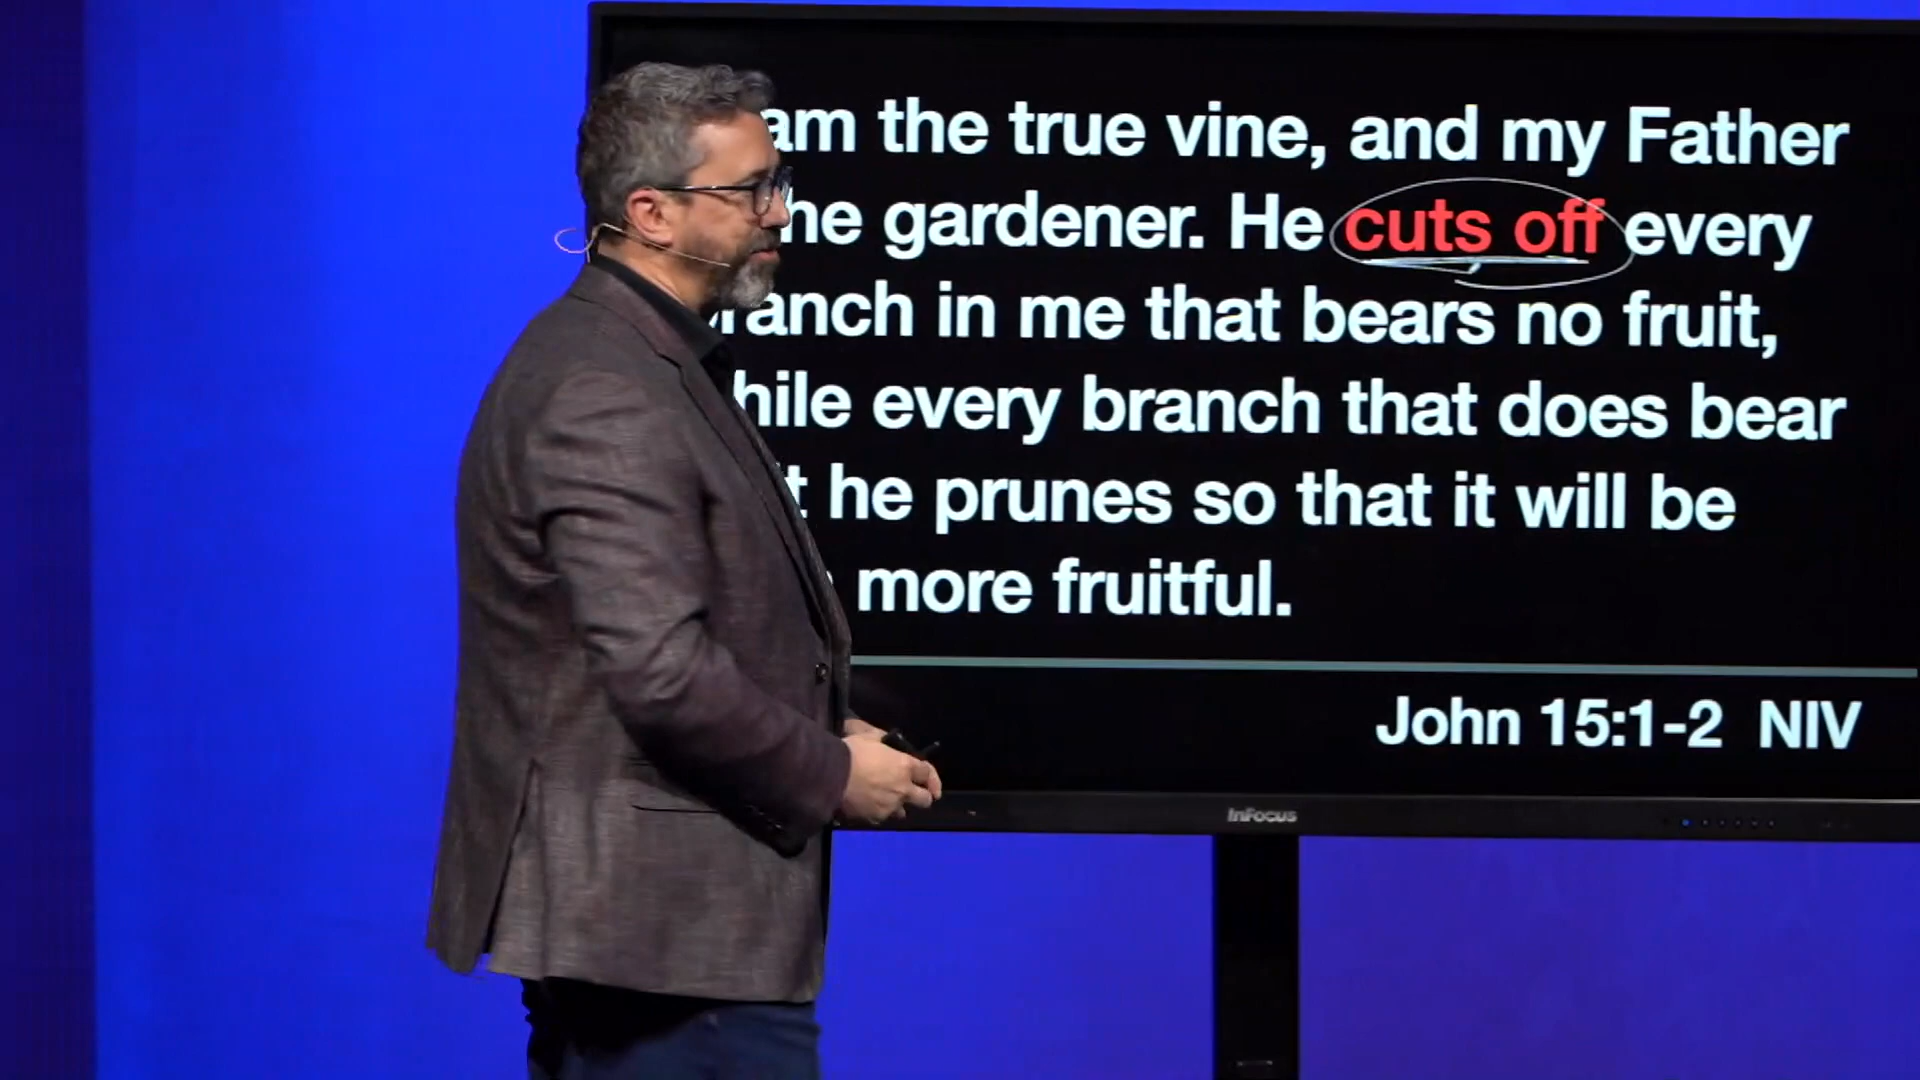 am the true vine, and my Father
he gardener. He cuts off every
ranch in me that bears no fruit,
hile every branch that does bear
t he prunes so that it will be
more fruitful.
John 15:1-2 NIV
InFocus